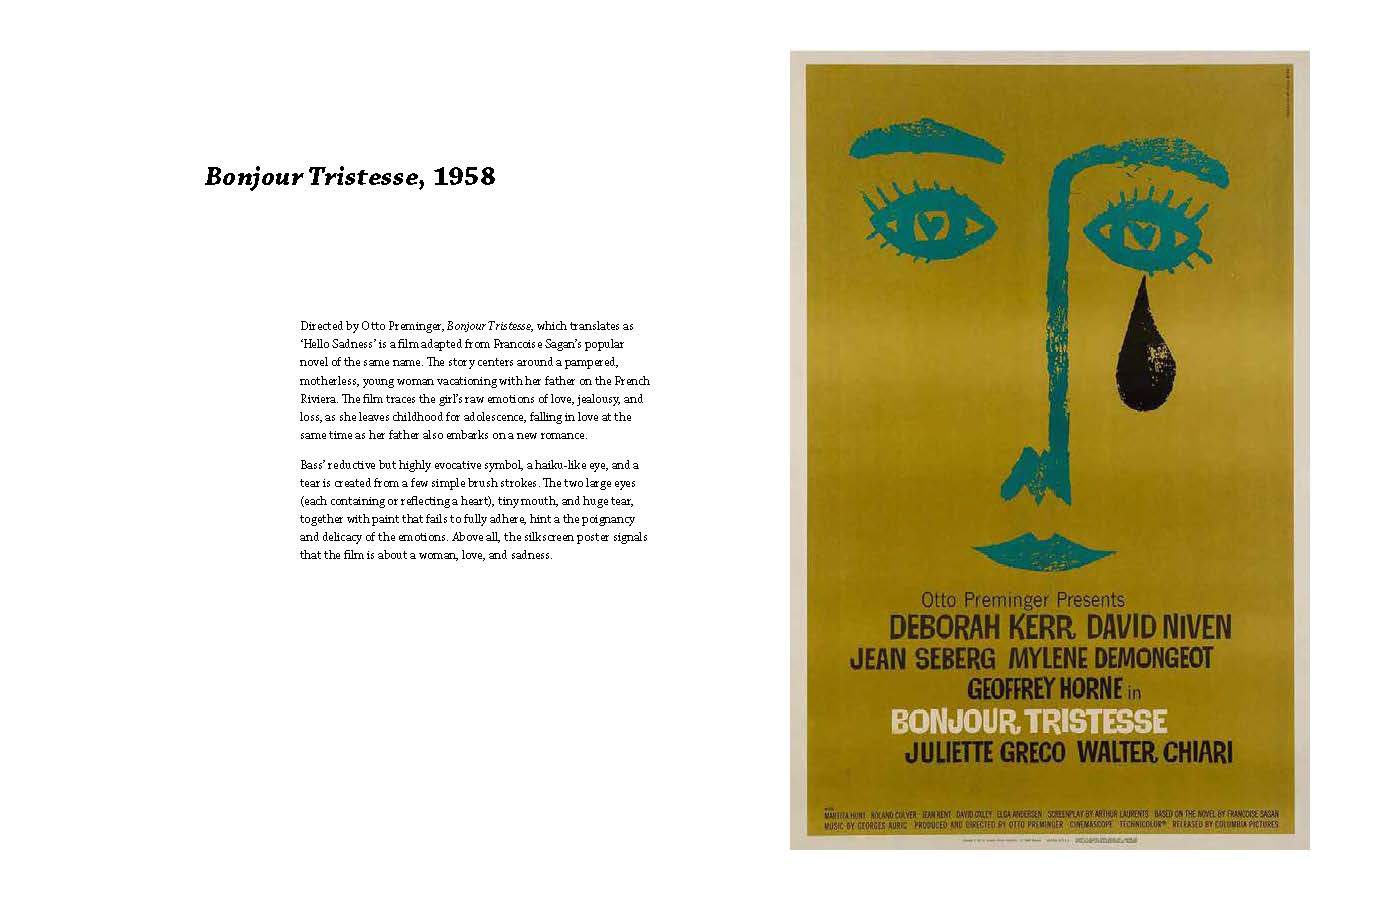 Bonjour Tristesse, 1958
Directed by Otto Preminger, Bonjour Tristesse, which translates as
‘Hello Sadness’ is a film adapted from Francoise Sagan’s popular
novel of the same name. The story centers around a pampered,
motherless, young woman vacationing with her father on the French
Riviera. The film traces the girl’s raw emotions of love, jealousy, and
loss, as she leaves childhood for adolescence, falling in love at the
same time as her father also embarks on a new romance.
Bass’ reductive but highly evocative symbol, a haiku-like eye, and a
tear is created from a few simple brush strokes. The two large eyes
(each containing or reflecting a heart), tiny mouth, and huge tear,
together with paint that fails to fully adhere, hint a the poignancy
and delicacy of the emotions. Above all, the silkscreen poster signals
that the film is about a woman, love, and sadness.
Otto Preminger Presents
DEBORAH KERR DAVID NIVEN
JEAN SEBERG MYLENE DEMONGEOT
GEOFFREY HORNE in
BONJOUR TRISTESSE
JULIETTE GRECO WALTER CHIARI
WITH
MARTITA HUNT ROLAND CULVER JEAN KENT DAVID OXLEY ELGA ANDERSEN SCREENPLAY BY ARTHUR LAURENTS BASED ON THE NOVEL BY FRANCOISE SAGAN
MUSIC BY GEORGES AURIC PRODUCED AND DIRECTED BY OTTO PREMINGER CINEMASCOPE TECHNICOLOR® RELEASED BY COLUMBIA PICTURES